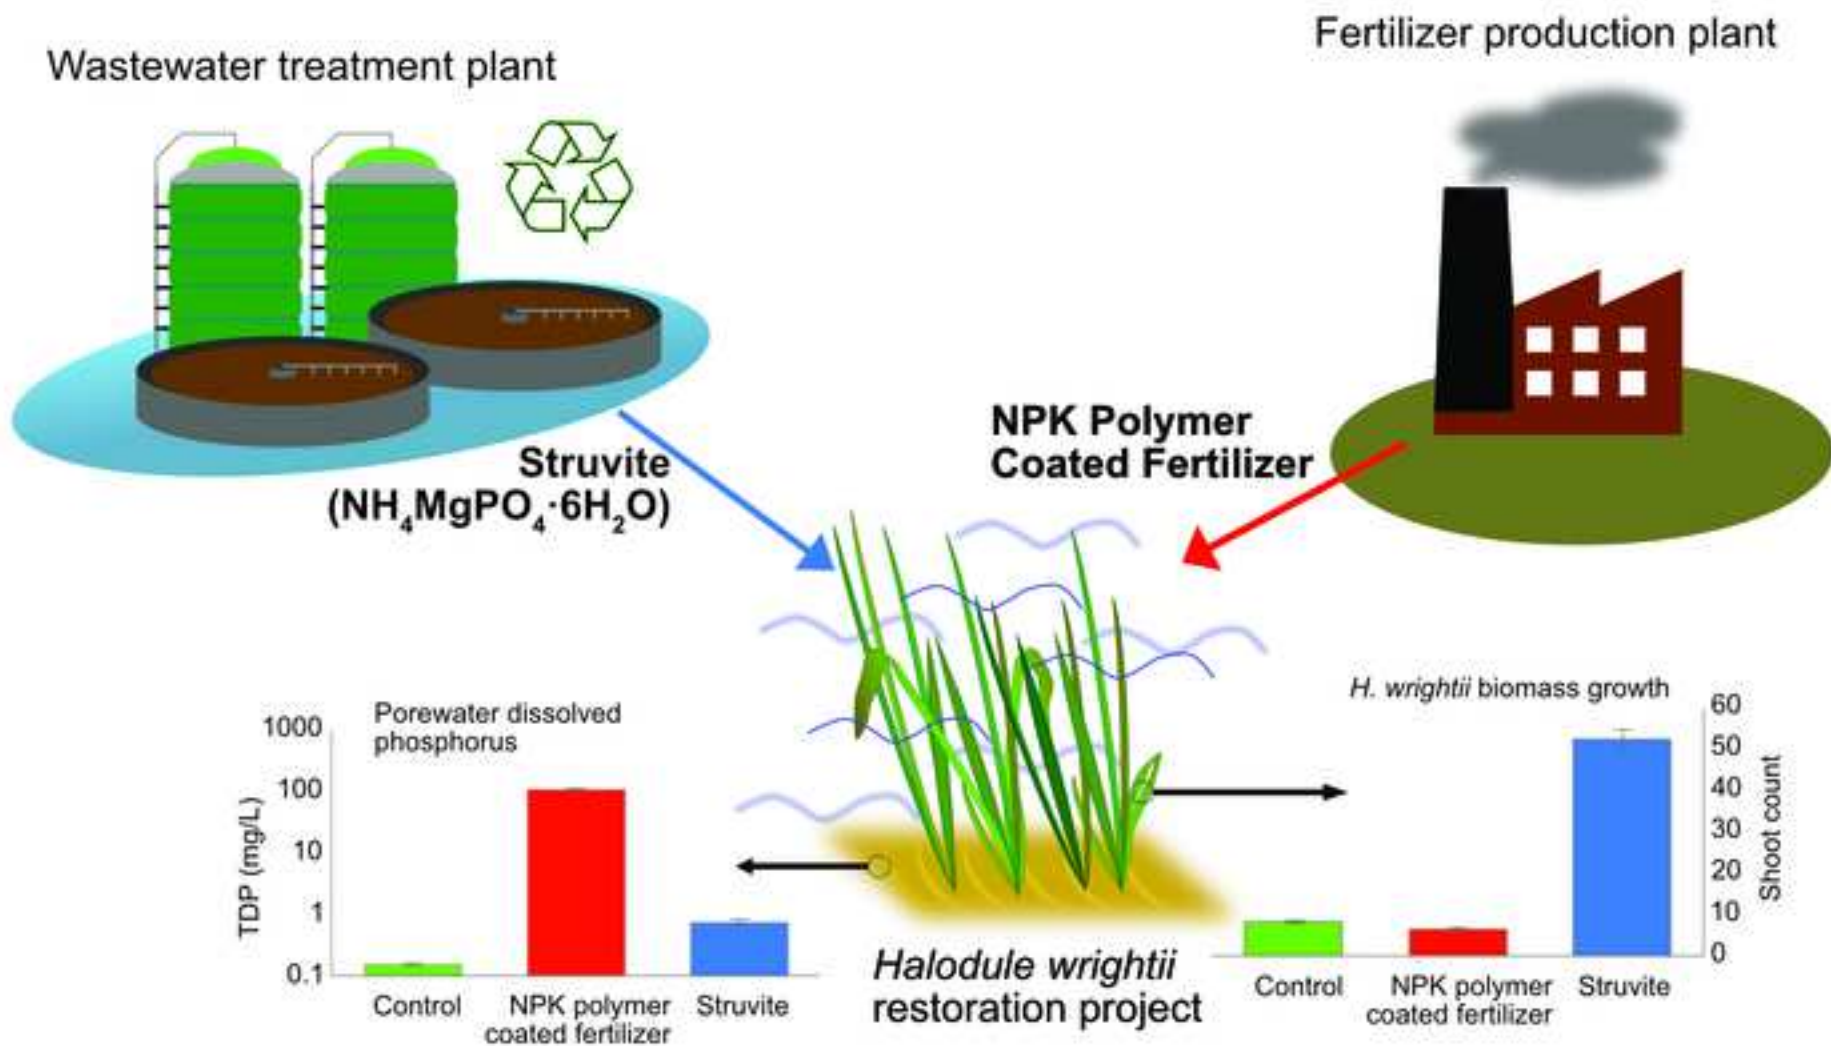 Wastewater treatment plant
Fertilizer production plant
Struvite
(NH₄MgPO₄·6H₂O)
NPK Polymer
Coated Fertilizer
Porewater dissolved
phosphorus
TDP (mg/L)
1000
100
10
1
0.1
Control
NPK polymer
coated fertilizer
Struvite
Halodule wrightii
restoration project
H. wrightii biomass growth
Shoot count
60
50
40
30
20
10
0
Control
NPK polymer
coated fertilizer
Struvite